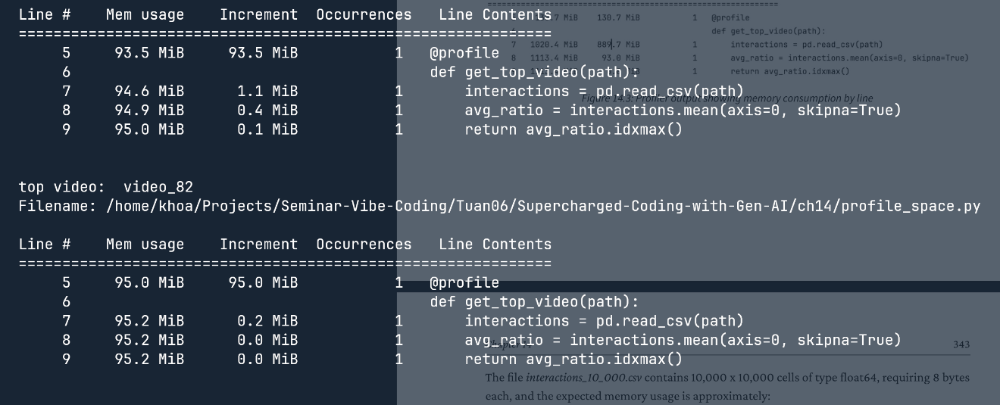 Line #    Mem usage    Increment  Occurrences   Line Contents
=============================================================
     5     93.5 MiB     93.5 MiB           1   @profile
     6                                         def get_top_video(path):
     7     94.6 MiB      1.1 MiB           1       interactions = pd.read_csv(path)
     8     94.9 MiB      0.4 MiB           1       avg_ratio = interactions.mean(axis=0, skipna=True)
     9     95.0 MiB      0.1 MiB           1       return avg_ratio.idxmax()
top video:  video_82
Filename: /home/khoa/Projects/Seminar-Vibe-Coding/Tuan06/Supercharged-Coding-with-Gen-AI/ch14/profile_space.py
Line #    Mem usage    Increment  Occurrences   Line Contents
=============================================================
     5     95.0 MiB     95.0 MiB           1   @profile
     6                                         def get_top_video(path):
     7     95.2 MiB      0.2 MiB           1       interactions = pd.read_csv(path)
     8     95.2 MiB      0.0 MiB           1       avg_ratio = interactions.mean(axis=0, skipna=True)
     9     95.2 MiB      0.0 MiB           1       return avg_ratio.idxmax()
=============================================================
130.7 MiB 1 @profile
def get_top_video(path):
7 1020.4 MiB 889.7 MiB 1 interactions = pd.read_csv(path)
8 1113.4 MiB 93.0 MiB 1 avg_ratio = interactions.mean(axis=0, skipna=True)
1 return avg_ratio.idxmax()
Figure 14.3: Profiler output showing memory consumption by line
343
The file interactions_10_000.csv contains 10,000 x 10,000 cells of type float64, requiring 8 bytes
each, and the expected memory usage is approximately: